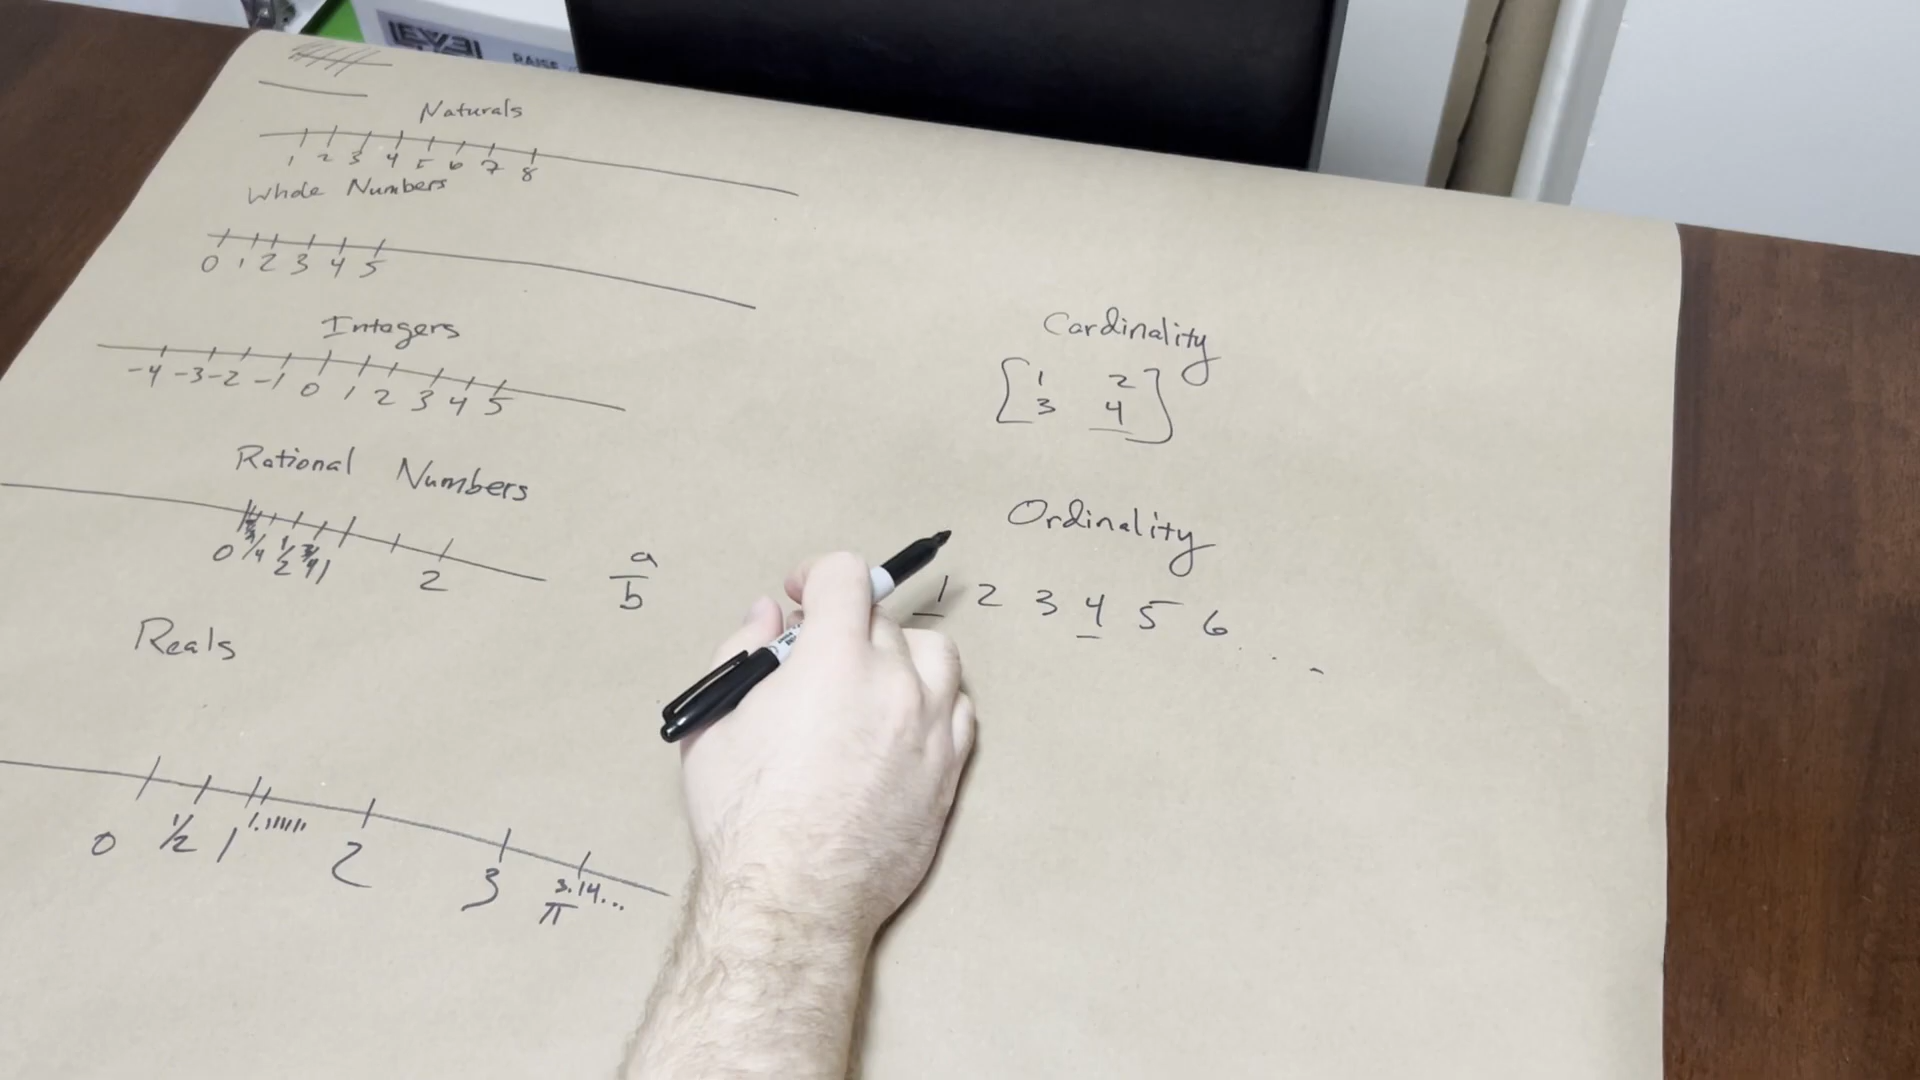 RAISE
Naturals
1 2 3 4 5 6 7 8
Whole Numbers
0 1 2 3 4 5
Intagers
-4 -3 -2 -1 0 1 2 3 4 5
Rational Numbers
0 1/4 1/2 3/4 1 2
a/b
Reals
0 1/2 1 1.111111 2 3 3.14...
π
Cardinality
1 2
3 4
Ordinality
1 2 3 4 5 6 . . .